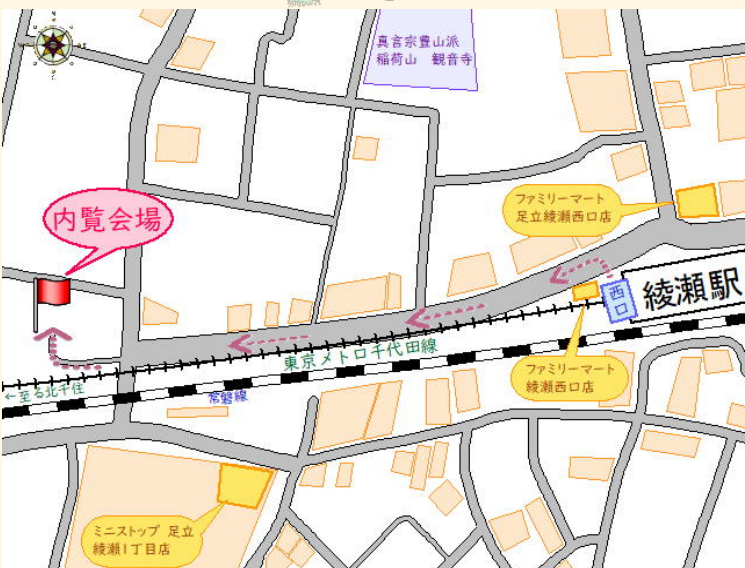 真言宗豊山派
稲荷山 観音寺
ファミリーマート
足立綾瀬西口店
内覧会場
西口
綾瀬駅
東京メトロ千代田線
ファミリーマート
綾瀬西口店
←至る北千住
常磐線
ミニストップ 足立
綾瀬1丁目店